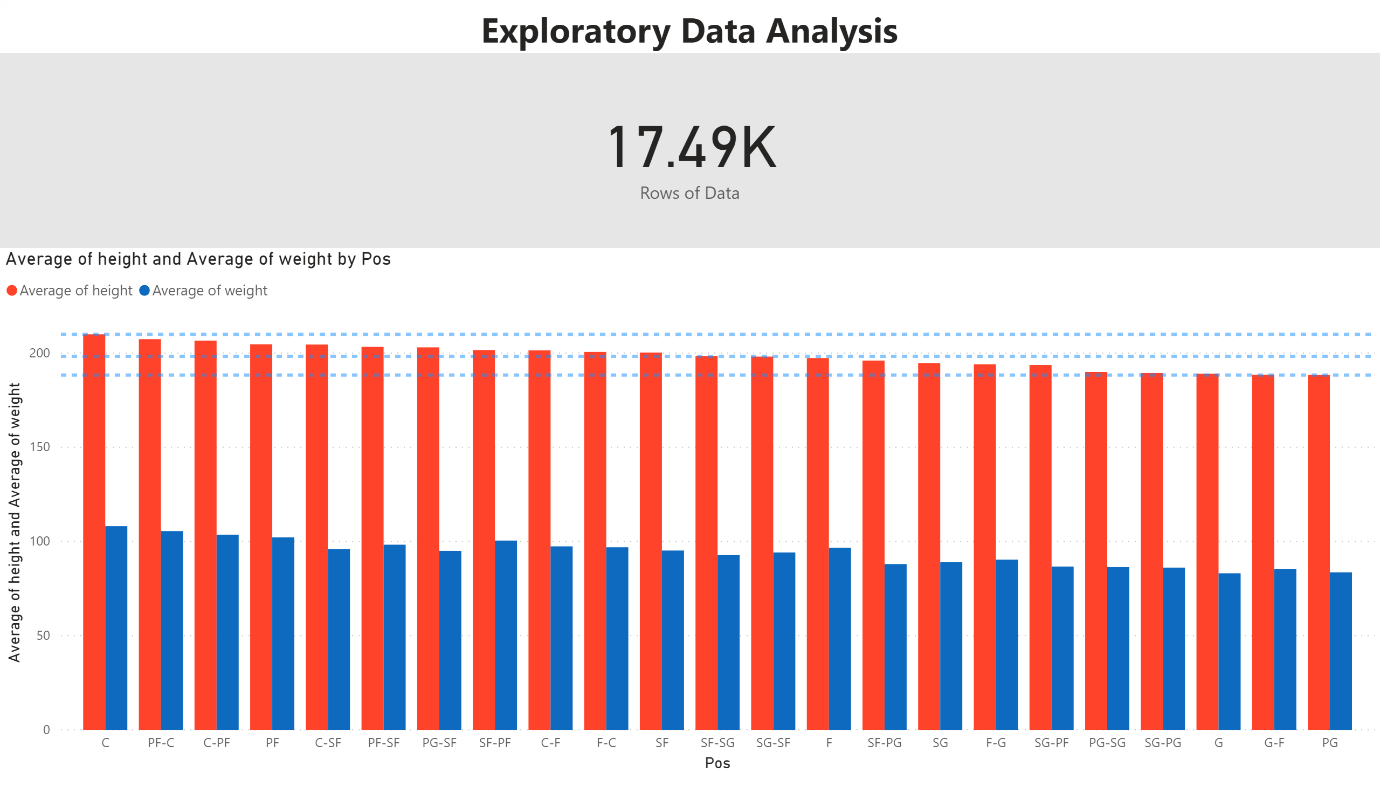 Exploratory Data Analysis
17.49K
Rows of Data
Average of height and Average of weight by Pos
Average of height Average of weight
Average of height and Average of weight
200
150
100
50
0
C PF-C C-PF PF C-SF PF-SF PG-SF SF-PF C-F F-C SF SF-SG SG-SF F SF-PG SG F-G SG-PF PG-SG SG-PG G G-F PG
Pos